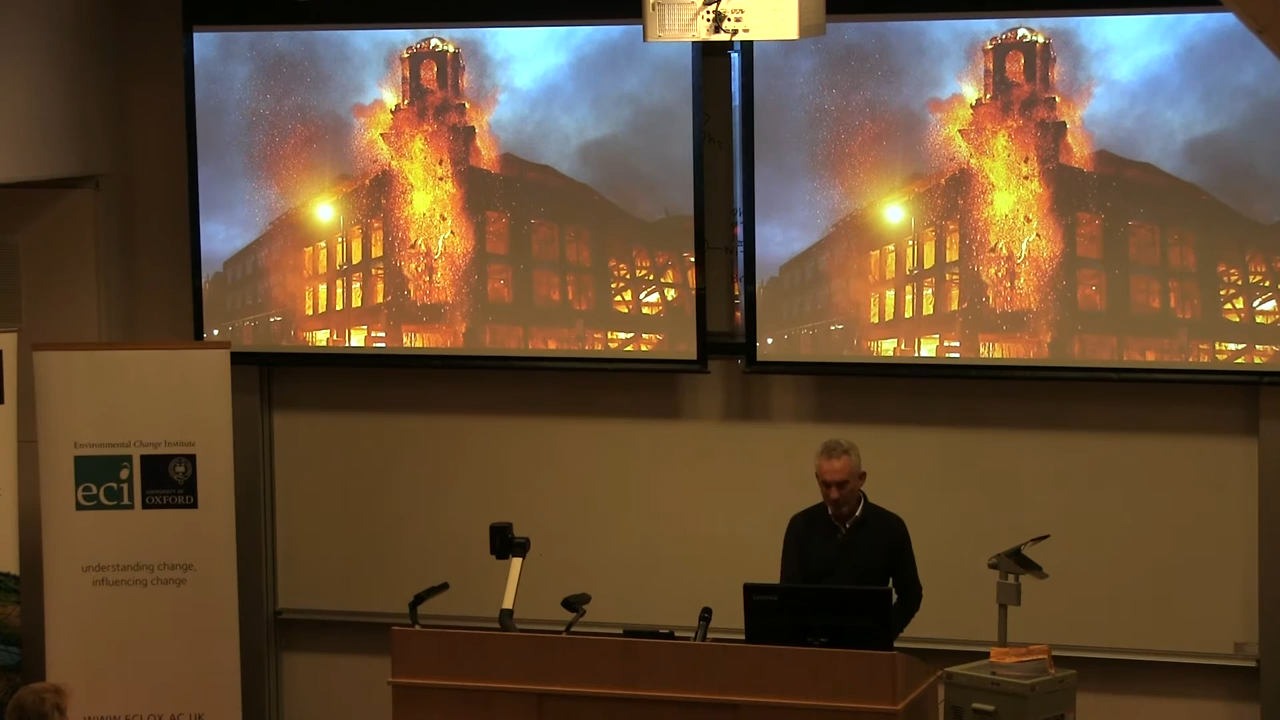 Environmental Change Institute
eci
UNIVERSITY OF
OXFORD
understanding change,
influencing change
WWW.ECI.OX.AC.UK